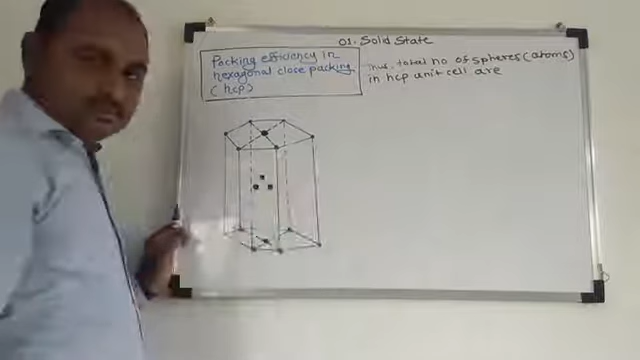 01. Solid State
Packing efficiency in
hexagonal close packing
(hcp)
Thus. total no of spheres (atoms)
in hcp unit cell are